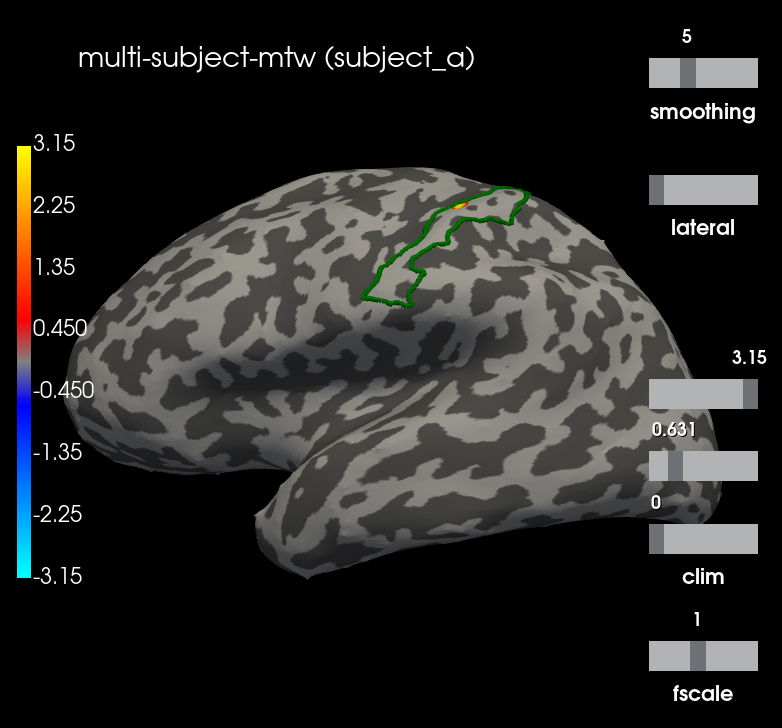 multi-subject-mtw (subject_a)
3.15
2.25
1.35
0.450
-0.450
-1.35
-2.25
-3.15
5
smoothing
lateral
3.15
0.631
0
clim
1
fscale